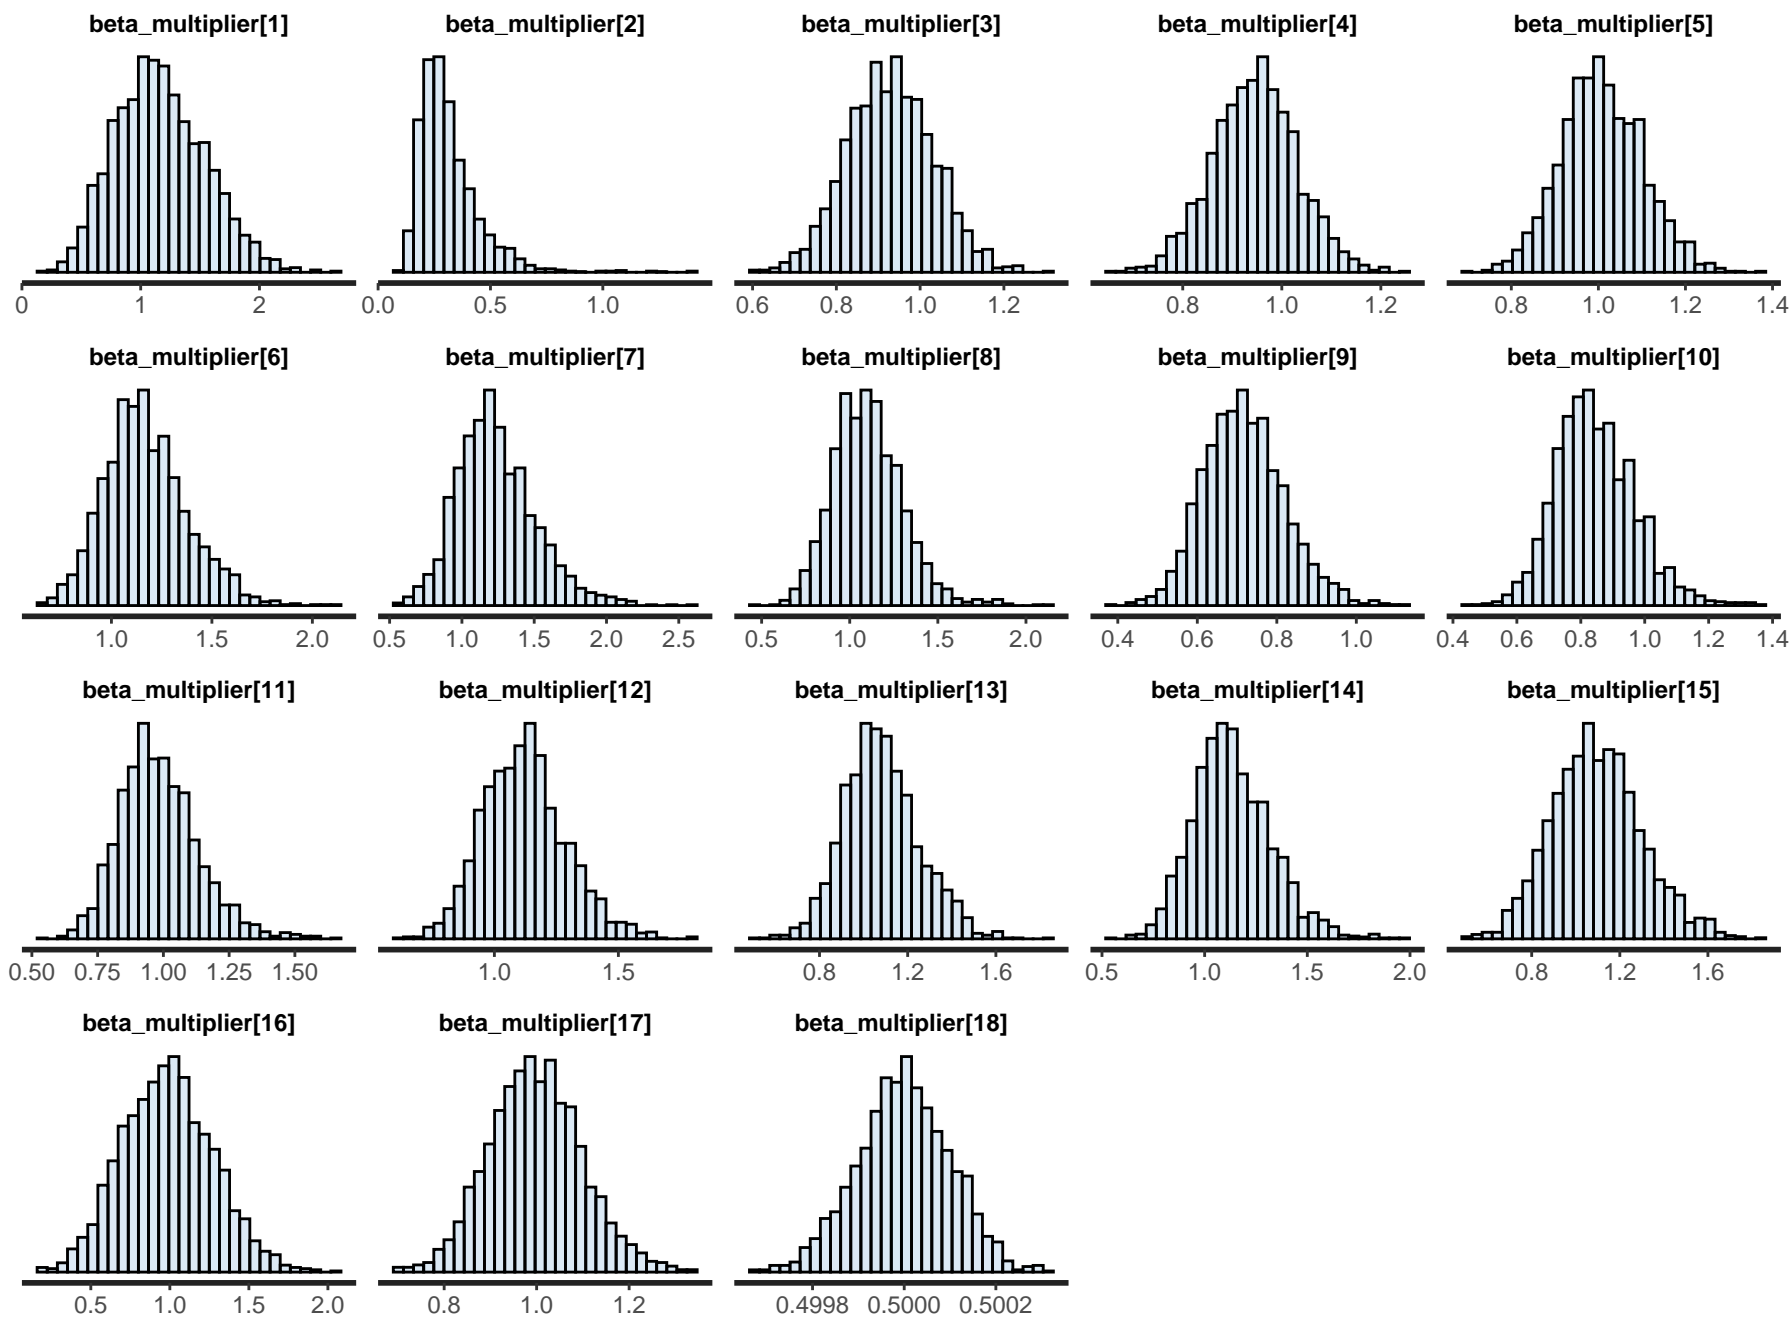 beta_multiplier[1] beta_multiplier[2] beta_multiplier[3] beta_multiplier[4] beta_multiplier[5]
0 1 2 0.0 0.5 1.0 0.6 0.8 1.0 1.2 0.8 1.0 1.2 0.8 1.0 1.2 1.4
beta_multiplier[6] beta_multiplier[7] beta_multiplier[8] beta_multiplier[9] beta_multiplier[10]
1.0 1.5 2.0 0.5 1.0 1.5 2.0 2.5 0.5 1.0 1.5 2.0 0.4 0.6 0.8 1.0 0.4 0.6 0.8 1.0 1.2 1.4
beta_multiplier[11] beta_multiplier[12] beta_multiplier[13] beta_multiplier[14] beta_multiplier[15]
0.50 0.75 1.00 1.25 1.50 1.0 1.5 0.8 1.2 1.6 0.5 1.0 1.5 2.0 0.8 1.2 1.6
beta_multiplier[16] beta_multiplier[17] beta_multiplier[18]
0.5 1.0 1.5 2.0 0.8 1.0 1.2 0.4998 0.5000 0.5002